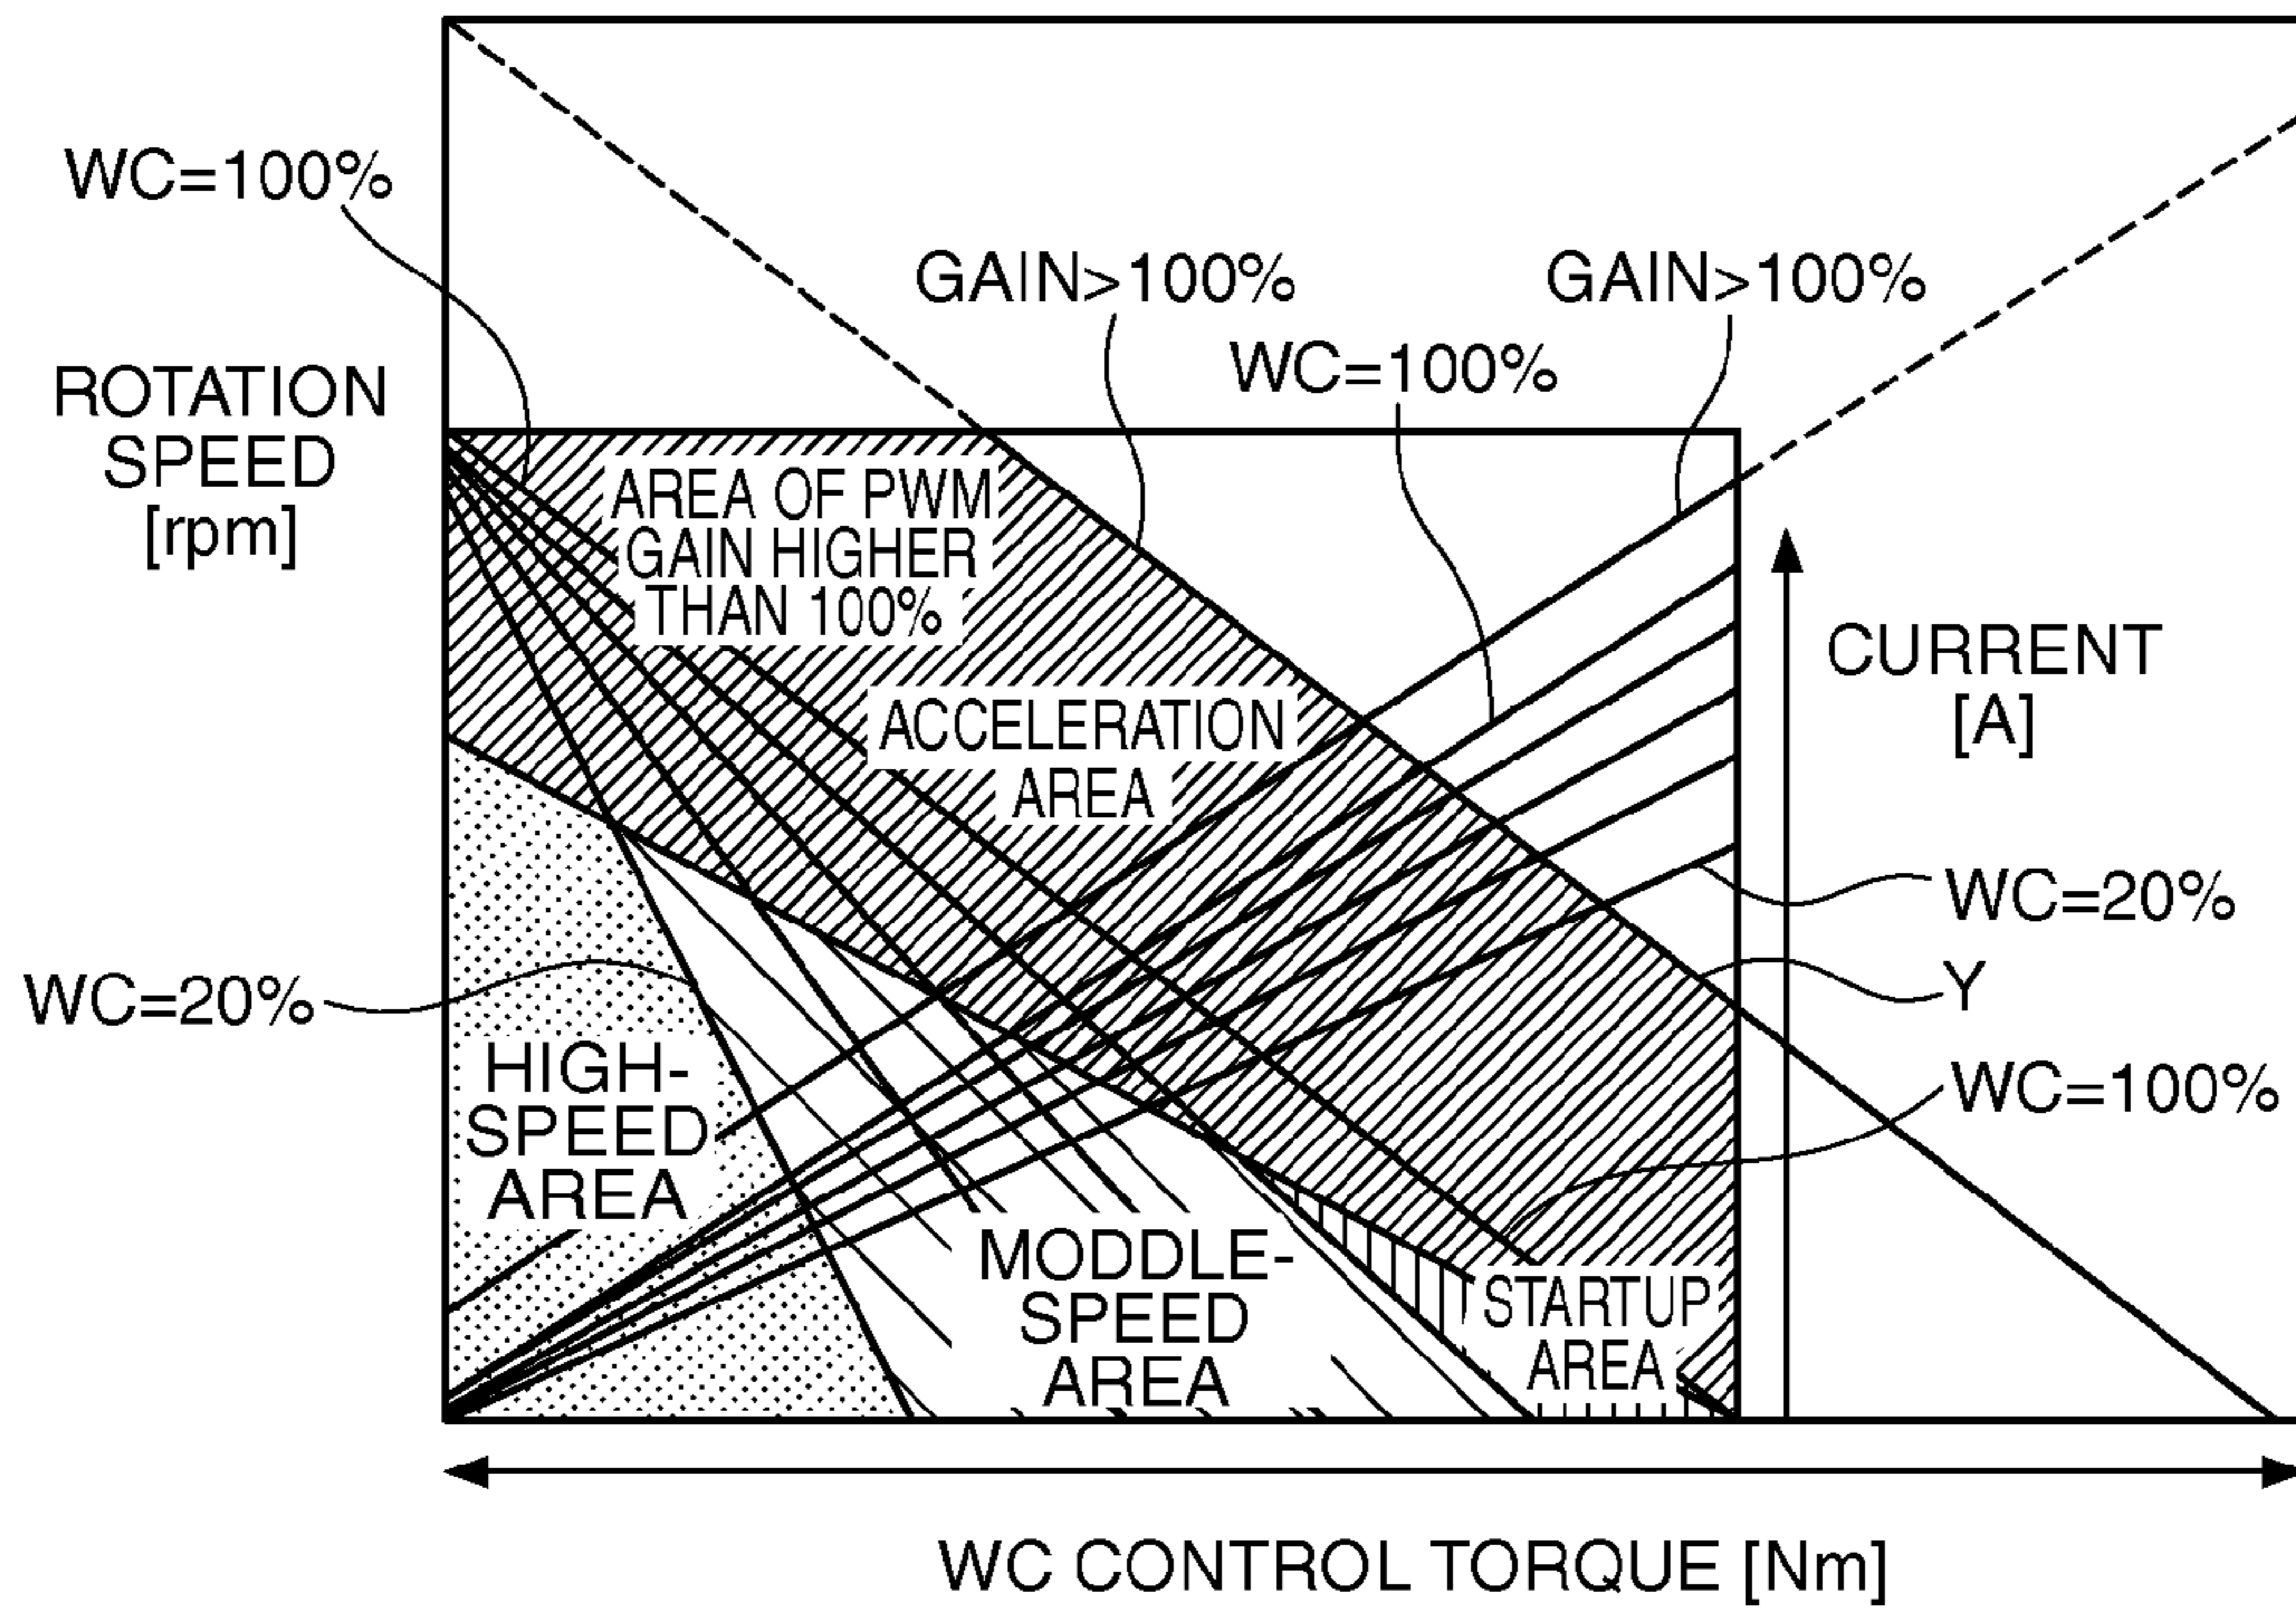 WC=100%
GAIN>100%
GAIN>100%
WC=100%
ROTATION
SPEED
[rpm]
AREA OF PWM
GAIN HIGHER
THAN 100%
ACCELERATION
AREA
CURRENT
[A]
WC=20%
Y
WC=20%
WC=100%
HIGH-
SPEED
AREA
MODDLE-
SPEED
AREA
STARTUP
AREA
WC CONTROL TORQUE [Nm]